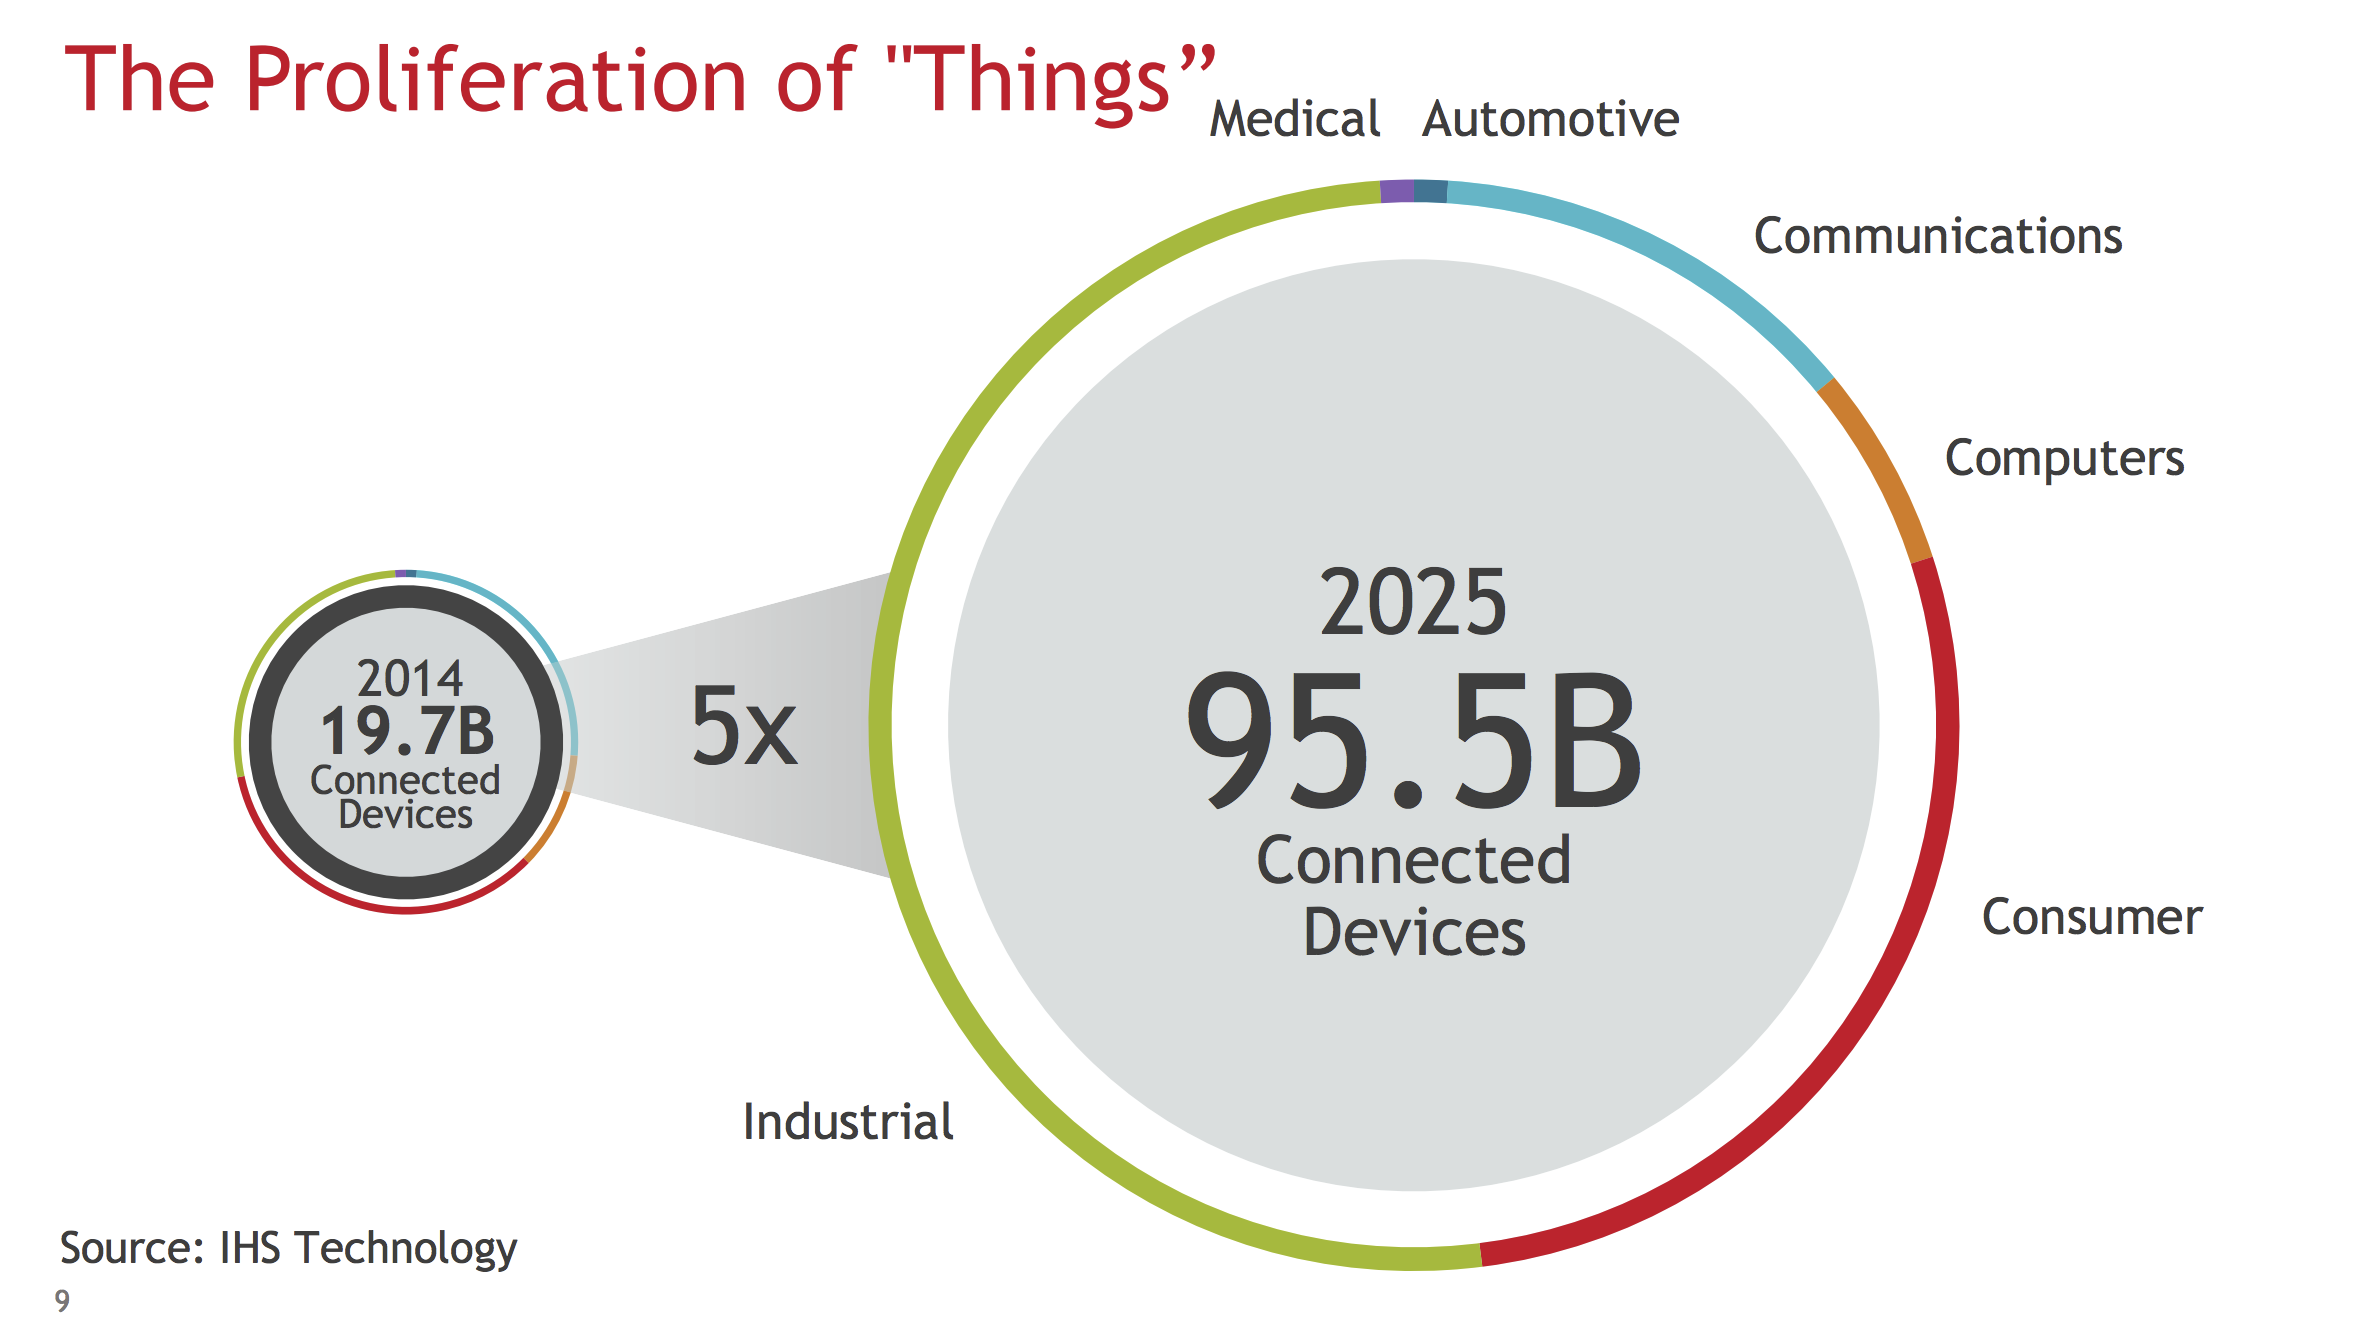 The Proliferation of "Things”
Medical
Automotive
Communications
Computers
2014
19.7B
Connected
Devices
5x
2025
95.5B
Connected
Devices
Consumer
Industrial
Source: IHS Technology
9